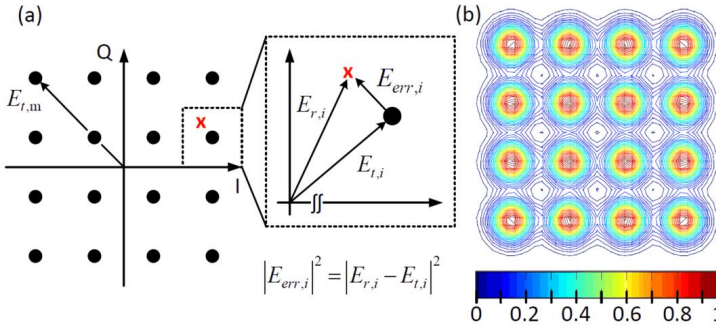 (a)
Q
E_{t,m}
x
I
x
E_{err,i}
E_{r,i}
E_{t,i}
∫∫
|E_{err,i}|^2 = |E_{r,i} - E_{t,i}|^2
(b)
0 0.2 0.4 0.6 0.8 1